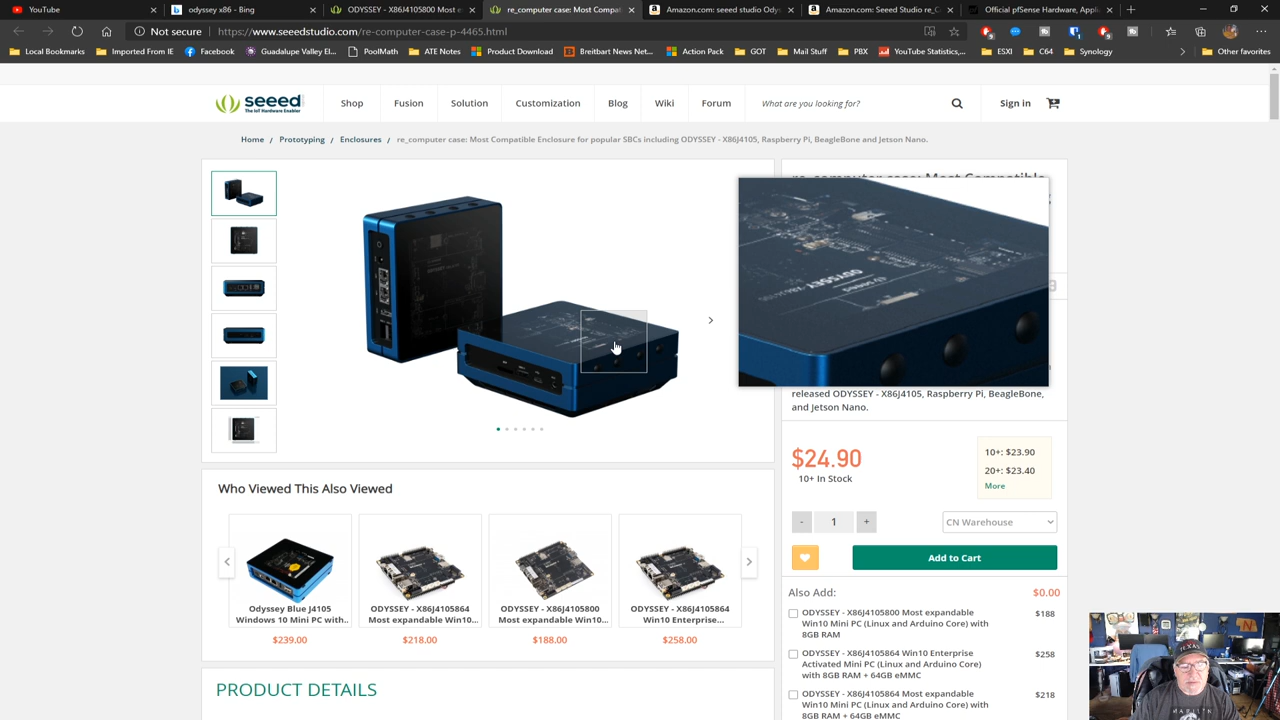 YouTube
odyssey x86 - Bing
ODYSSEY - X86J4105800 Most ex
re_computer case: Most Compat
Amazon.com: seeed studio Ody
Amazon.com: Seeed Studio re_C
Official pfSense Hardware, Appli
Not secure https://www.seeedstudio.com/re-computer-case-p-4465.html
Local Bookmarks
Imported From IE
Facebook
Guadalupe Valley El...
PoolMath
ATE Notes
Product Download
Breitbart News Net...
Action Pack
GOT
Mail Stuff
PBX
YouTube Statistics,...
ESXI
C64
Synology
Other favorites
seeed
The IoT Hardware Enabler
Shop
Fusion
Solution
Customization
Blog
Wiki
Forum
What are you looking for?
Sign in
Home / Prototyping / Enclosures / re_computer case: Most Compatible Enclosure for popular SBCs including ODYSSEY - X86J4105, Raspberry Pi, BeagleBone and Jetson Nano.
re_computer case: Most Compatible
ODYSSEY
released ODYSSEY - X86J4105, Raspberry Pi, BeagleBone,
and Jetson Nano.
$24.90
10+ In Stock
10+: $23.90
20+: $23.40
More
- 1 +
CN Warehouse
Add to Cart
Who Viewed This Also Viewed
Odyssey Blue J4105
Windows 10 Mini PC with..
$239.00
ODYSSEY - X86J4105864
Most expandable Win10...
$218.00
ODYSSEY - X86J4105800
Most expandable Win10...
$188.00
ODYSSEY - X86J4105864
Win10 Enterprise...
$258.00
Also Add: $0.00
ODYSSEY - X86J4105800 Most expandable
Win10 Mini PC (Linux and Arduino Core) with
8GB RAM
$188
ODYSSEY - X86J4105864 Win10 Enterprise
Activated Mini PC (Linux and Arduino Core)
with 8GB RAM + 64GB eMMC
$258
ODYSSEY - X86J4105864 Most expandable
Win10 Mini PC (Linux and Arduino Core) with
8GB RAM + 64GB eMMC
$218
PRODUCT DETAILS
TEXAS